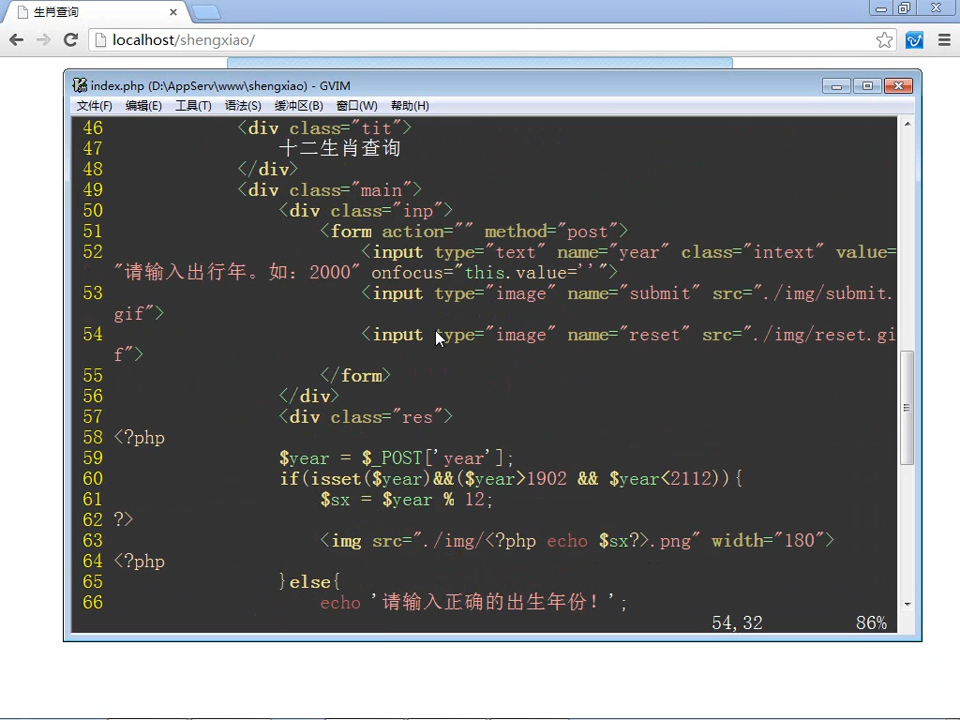 生肖查询
localhost/shengxiao/
index.php (D:\AppServ\www\shengxiao) - GVIM
文件(F) 编辑(E) 工具(T) 语法(S) 缓冲区(B) 窗口(W) 帮助(H)
46 <div class="tit">
47 十二生肖查询
48 </div>
49 <div class="main">
50 <div class="inp">
51 <form action="" method="post">
52 <input type="text" name="year" class="intext" value=
"请输入出行年。如：2000" onfocus="this.value=''">
53 <input type="image" name="submit" src="./img/submit.
gif">
54 <input type="image" name="reset" src="./img/reset.gi
f">
55 </form>
56 </div>
57 <div class="res">
58 <?php
59 $year = $_POST['year'];
60 if(isset($year)&&($year>1902 && $year<2112)){
61 $sx = $year % 12;
62 ?>
63 <img src="./img/<?php echo $sx?>.png" width="180">
64 <?php
65 }else{
66 echo '请输入正确的出生年份！';
54,32 86%